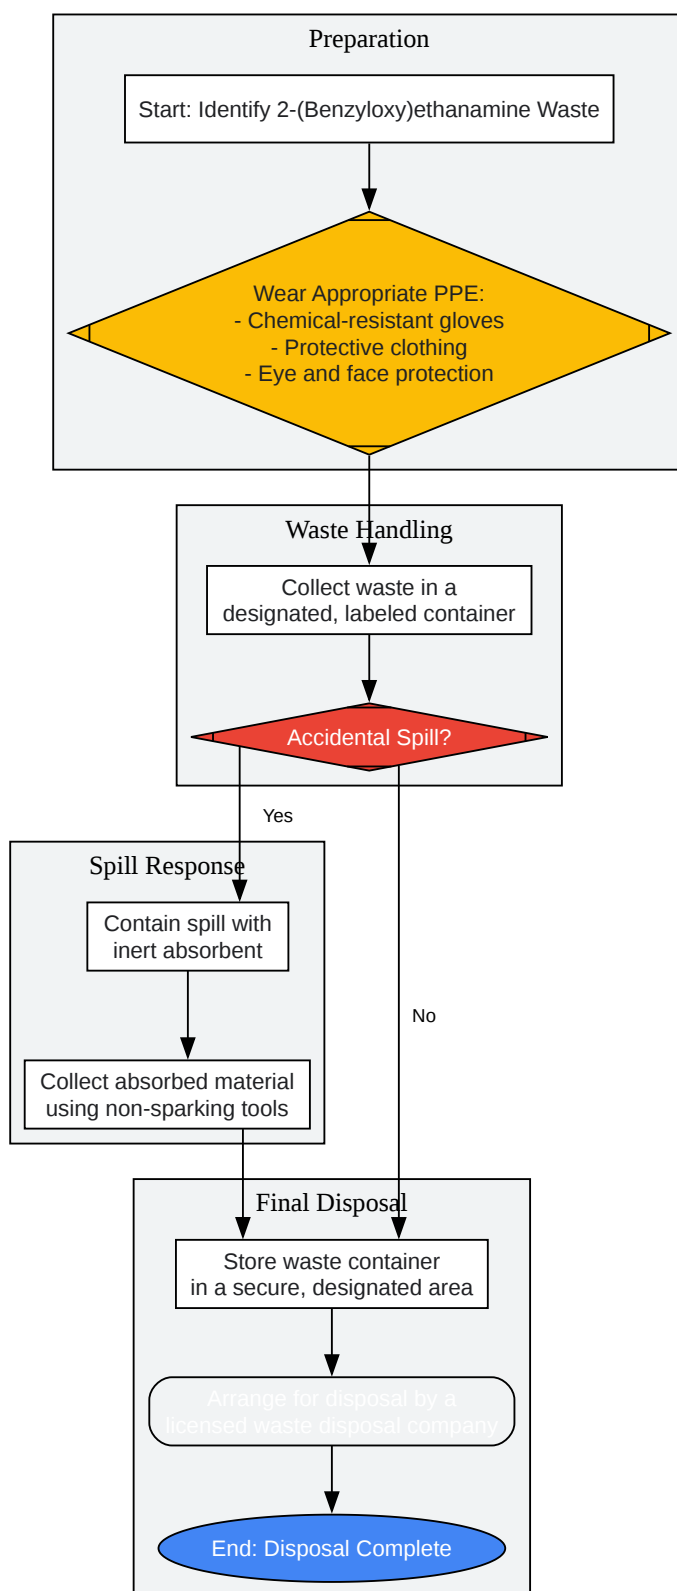 Preparation
Start: Identify 2-(Benzyloxy)ethanamine Waste
Wear Appropriate PPE:
- Chemical-resistant gloves
- Protective clothing
- Eye and face protection
Waste Handling
Collect waste in a
designated, labeled container
Accidental Spill?
Yes
Spill Response
Contain spill with
inert absorbent
No
Collect absorbed material
using non-sparking tools
Final Disposal
Store waste container
in a secure, designated area
Arrange for disposal by a
licensed waste disposal company
End: Disposal Complete